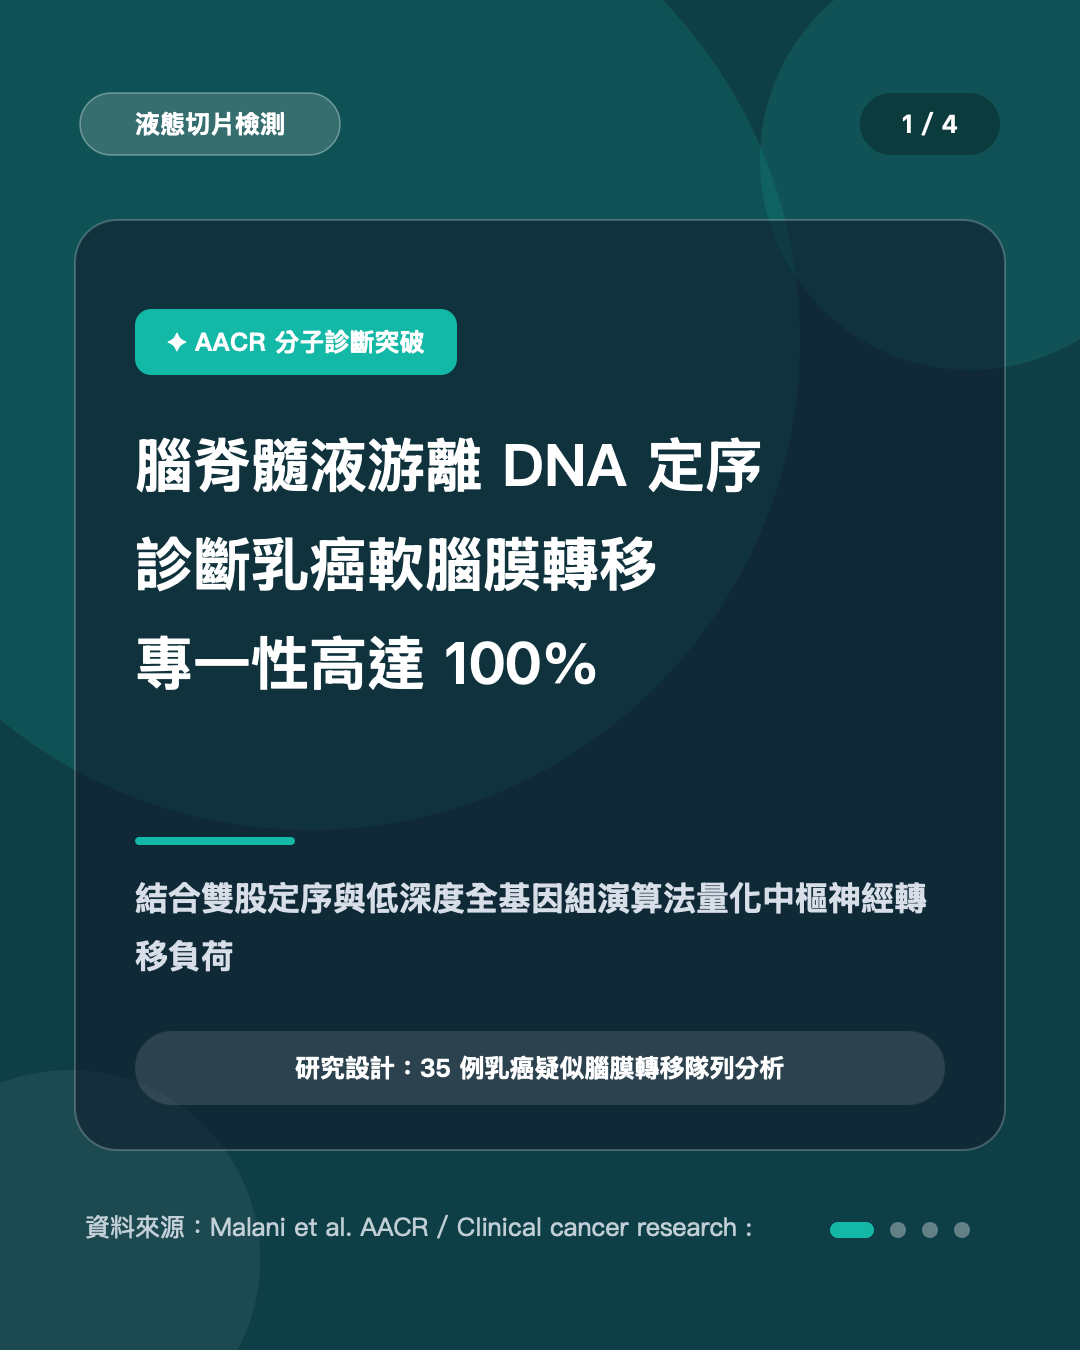 液態切片檢測
1 / 4
✦ AACR 分子診斷突破
腦脊髓液游離 DNA 定序
診斷乳癌軟腦膜轉移
專一性高達 100%
結合雙股定序與低深度全基因組演算法量化中樞神經轉
移負荷
研究設計：35 例乳癌疑似腦膜轉移隊列分析
資料來源：Malani et al. AACR / Clinical cancer research :